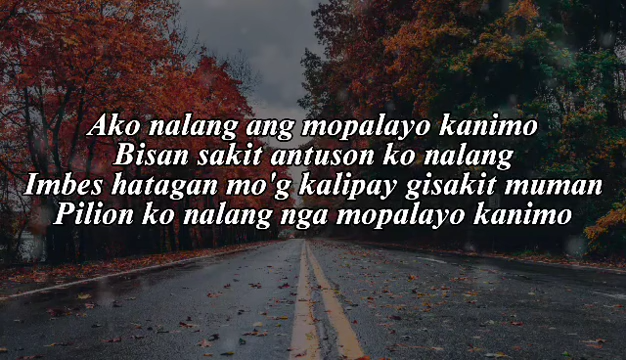 Ako nalang ang mopalayo kanimo
Bisan sakit antuson ko nalang
Imbes hatagan mo'g kalipay gisakit muman
Pilion ko nalang nga mopalayo kanimo